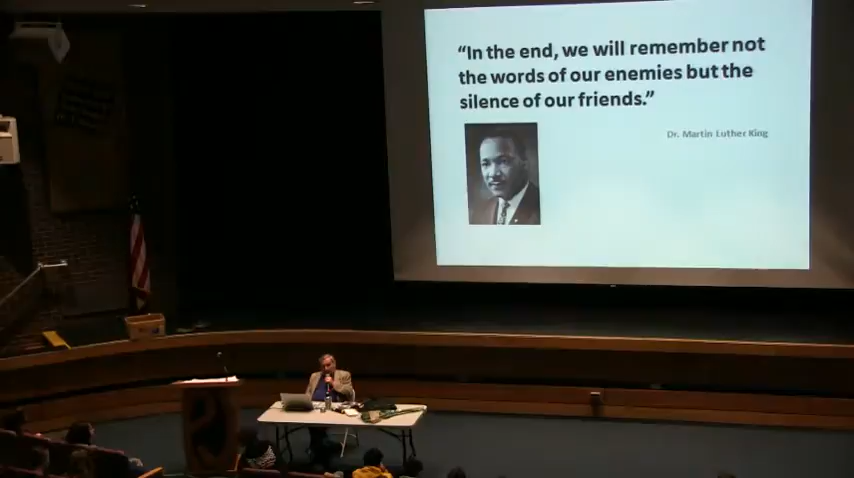 “In the end, we will remember not
the words of our enemies but the
silence of our friends.”
Dr. Martin Luther King